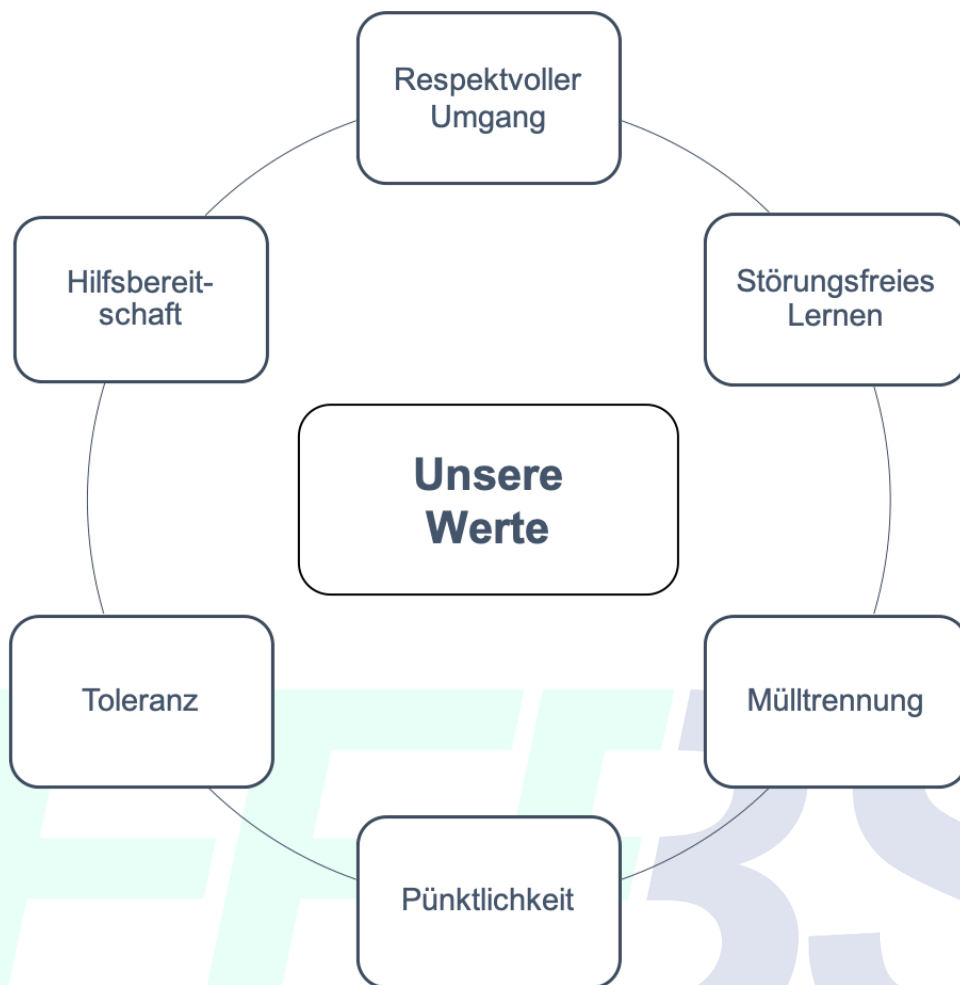 Respektvoller
Umgang
Hilfsbereit-
schaft
Störungsfreies
Lernen
Unsere
Werte
Toleranz
Mülltrennung
Pünktlichkeit